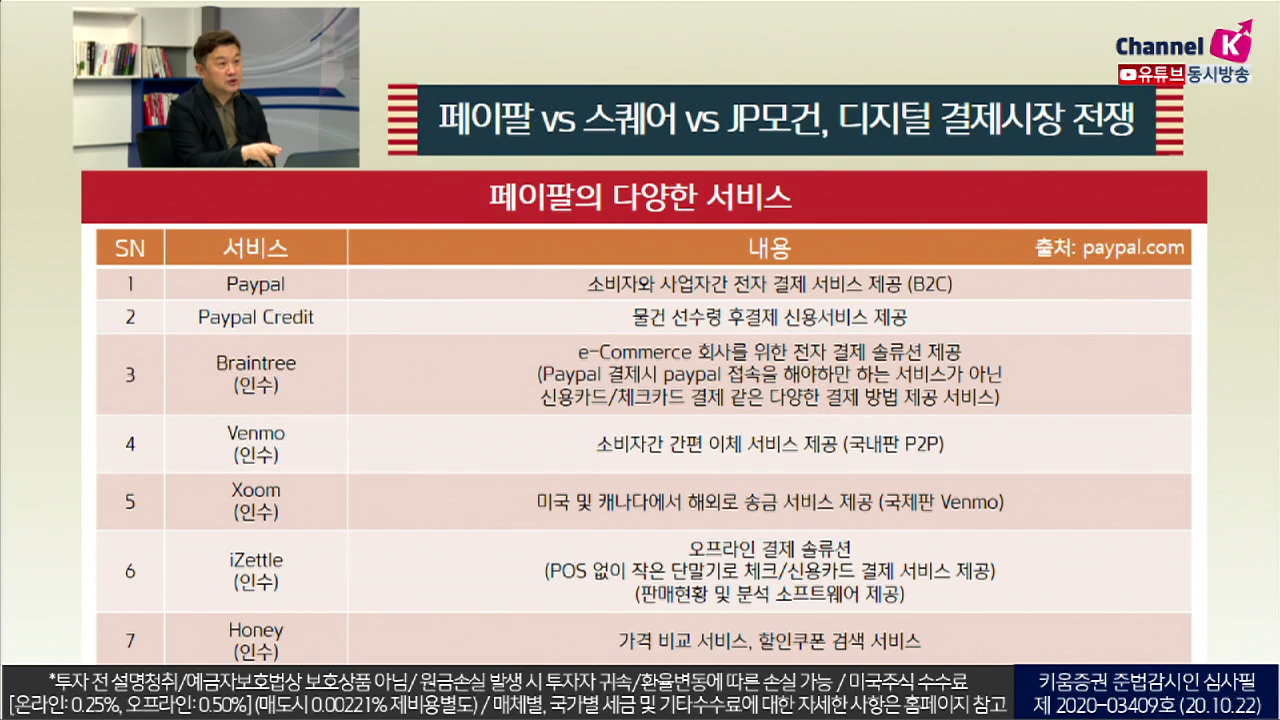 Channel K
유튜브 동시방송
페이팔 vs 스퀘어 vs JP모건, 디지털 결제시장 전쟁
페이팔의 다양한 서비스
SN 서비스 내용 출처: paypal.com
1 Paypal 소비자와 사업자간 전자 결제 서비스 제공 (B2C)
2 Paypal Credit 물건 선수령 후결제 신용서비스 제공
3 Braintree (인수) e-Commerce 회사를 위한 전자 결제 솔류션 제공
(Paypal 결제시 paypal 접속을 해야하만 하는 서비스가 아닌
신용카드/체크카드 결제 같은 다양한 결제 방법 제공 서비스)
4 Venmo (인수) 소비자간 간편 이체 서비스 제공 (국내판 P2P)
5 Xoom (인수) 미국 및 캐나다에서 해외로 송금 서비스 제공 (국제판 Venmo)
6 iZettle (인수) 오프라인 결제 솔류션
(POS 없이 작은 단말기로 체크/신용카드 결제 서비스 제공)
(판매현황 및 분석 소프트웨어 제공)
7 Honey (인수) 가격 비교 서비스, 할인쿠폰 검색 서비스
*투자 전 설명청취/예금자보호법상 보호상품 아님/ 원금손실 발생 시 투자자 귀속/환율변동에 따른 손실 가능 / 미국주식 수수료
[온라인: 0.25%, 오프라인: 0.50%] (매도시 0.00221% 제비용별도) / 매체별, 국가별 세금 및 기타수수료에 대한 자세한 사항은 홈페이지 참고
키움증권 준법감시인 심사필
제 2020-03409호 (20.10.22)